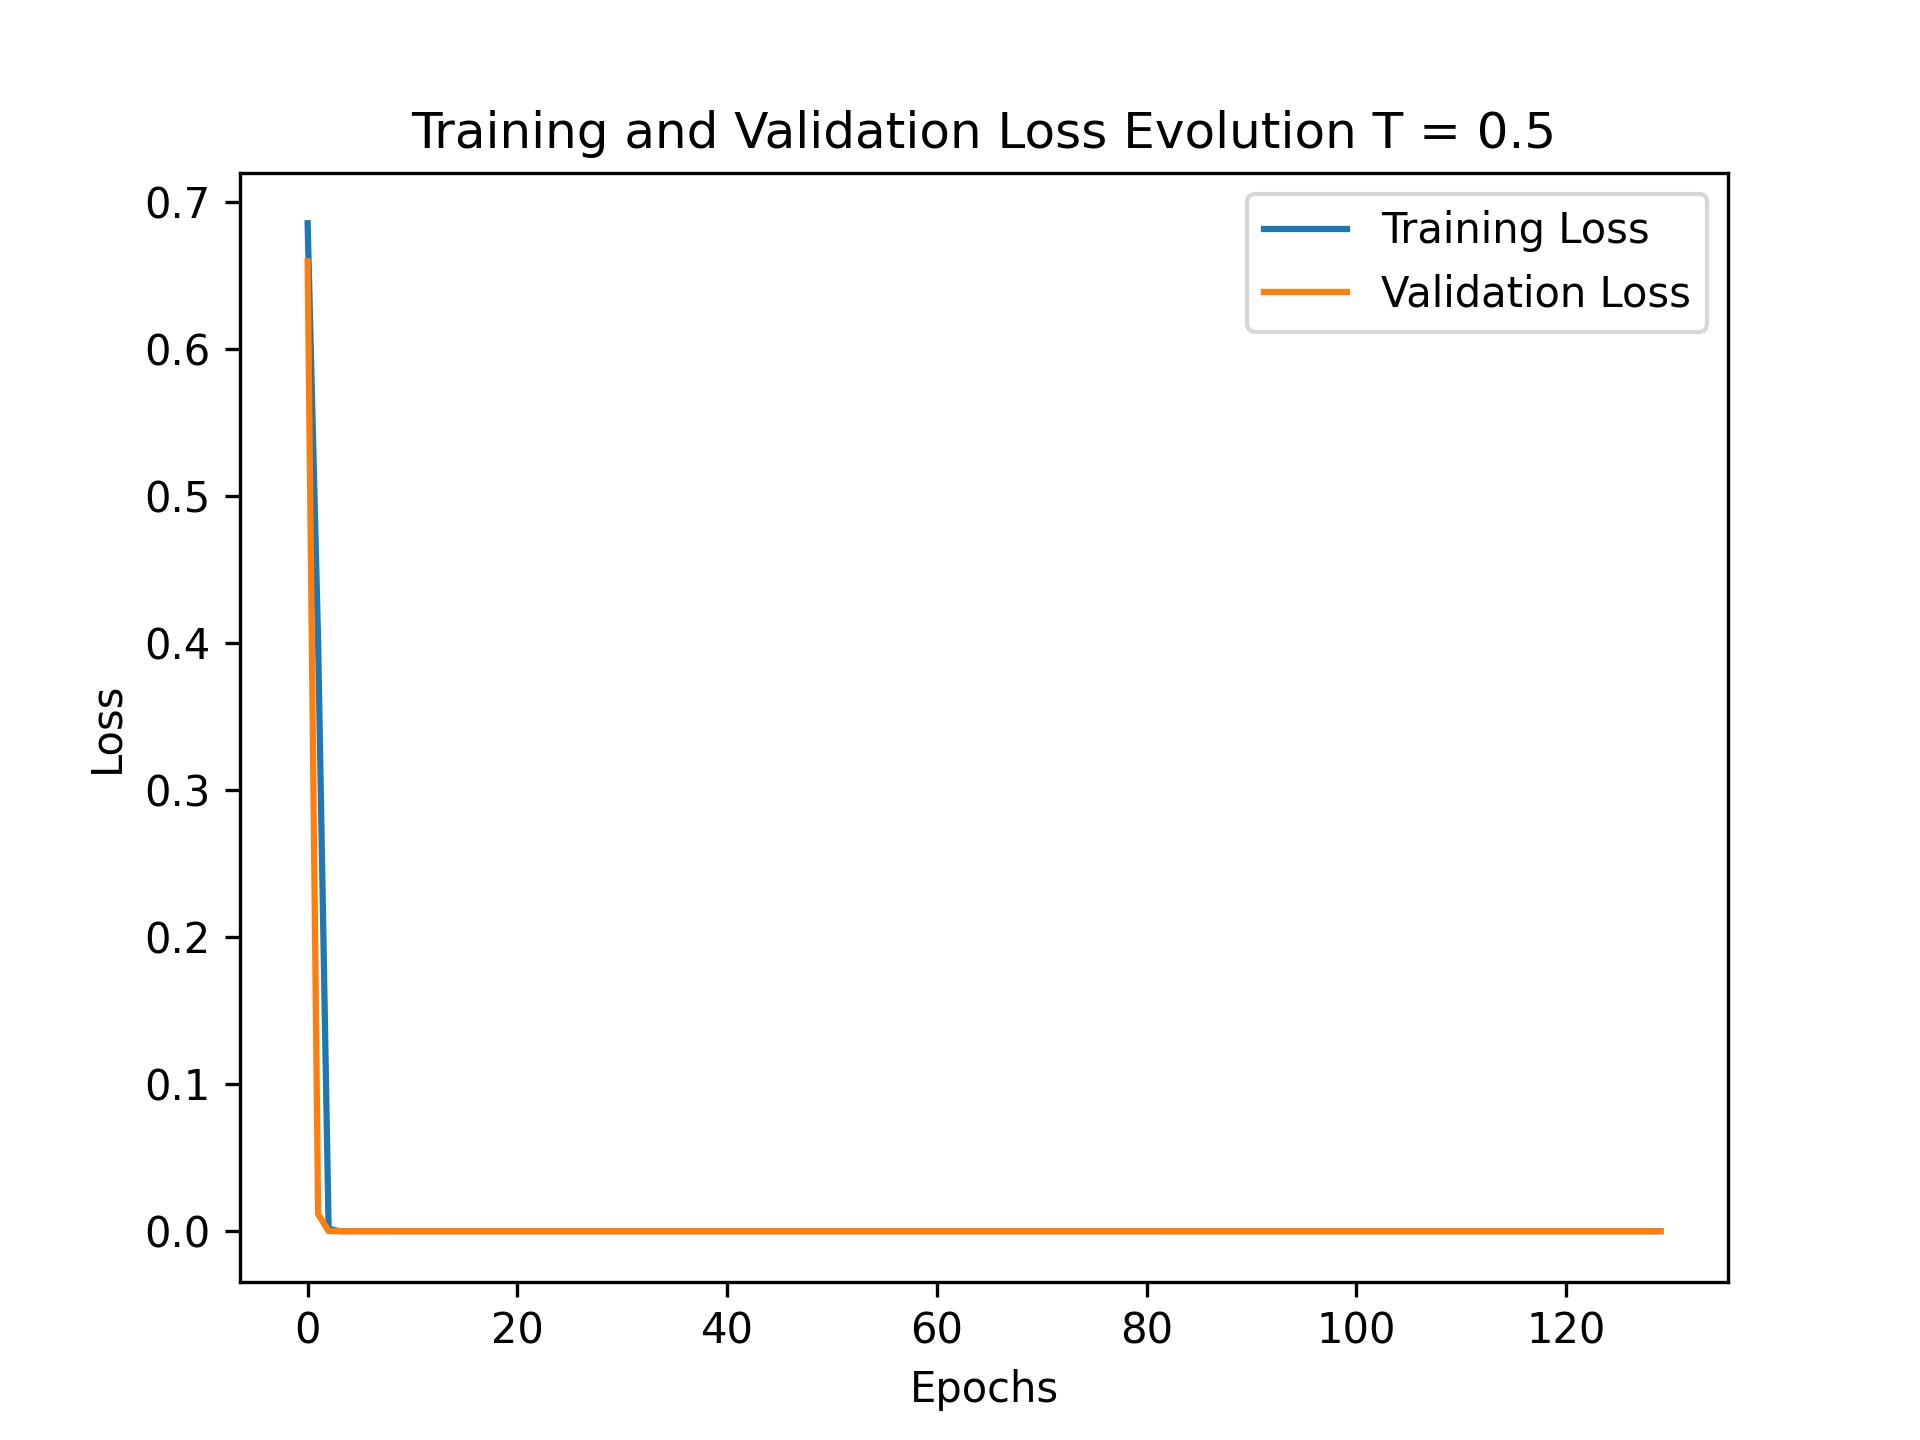 Training and Validation Loss Evolution T = 0.5
Training Loss
Validation Loss
Loss
0.7
0.6
0.5
0.4
0.3
0.2
0.1
0.0
0 20 40 60 80 100 120
Epochs